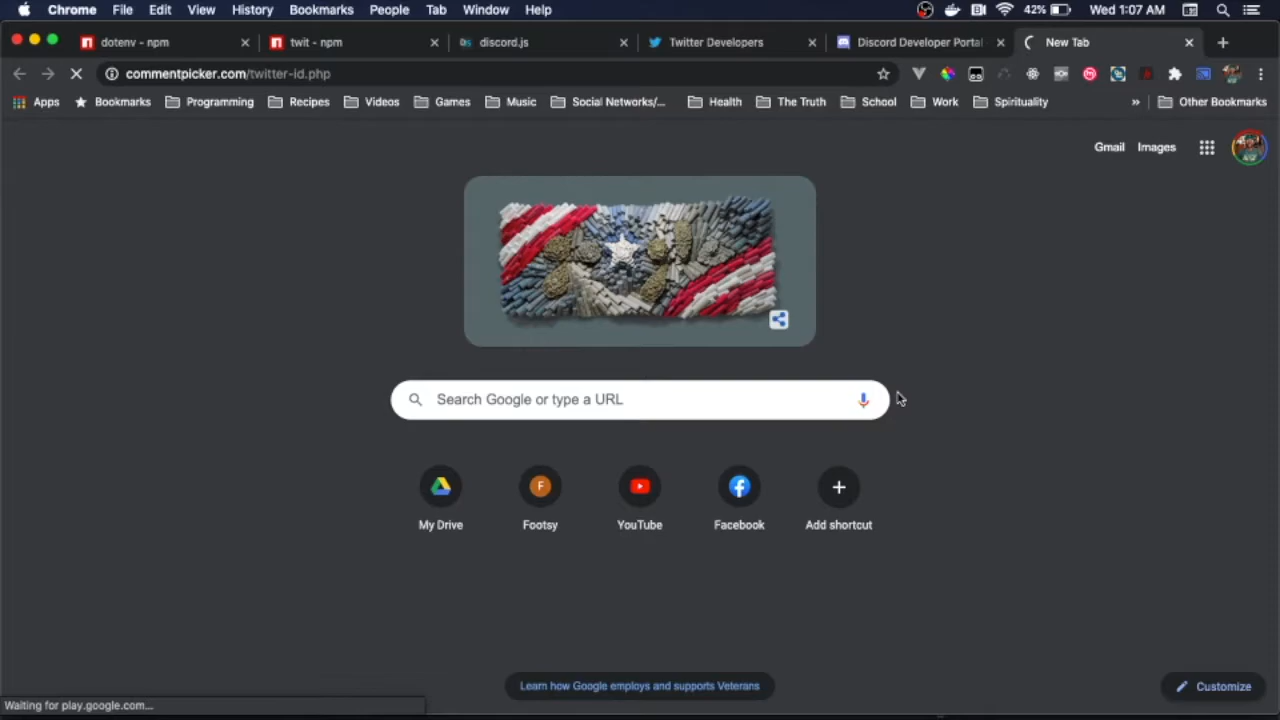 Chrome File Edit View History Bookmarks People Tab Window Help 42% Wed 1:07 AM
dotenv - npm twit - npm discord.js Twitter Developers Discord Developer Portal New Tab
commentpicker.com/twitter-id.php
Apps Bookmarks Programming Recipes Videos Games Music Social Networks/... Health The Truth School Work Spirituality » Other Bookmarks
Gmail Images
Search Google or type a URL
F
My Drive Footsy YouTube Facebook Add shortcut
Learn how Google employs and supports Veterans
Customize
Waiting for play.google.com...